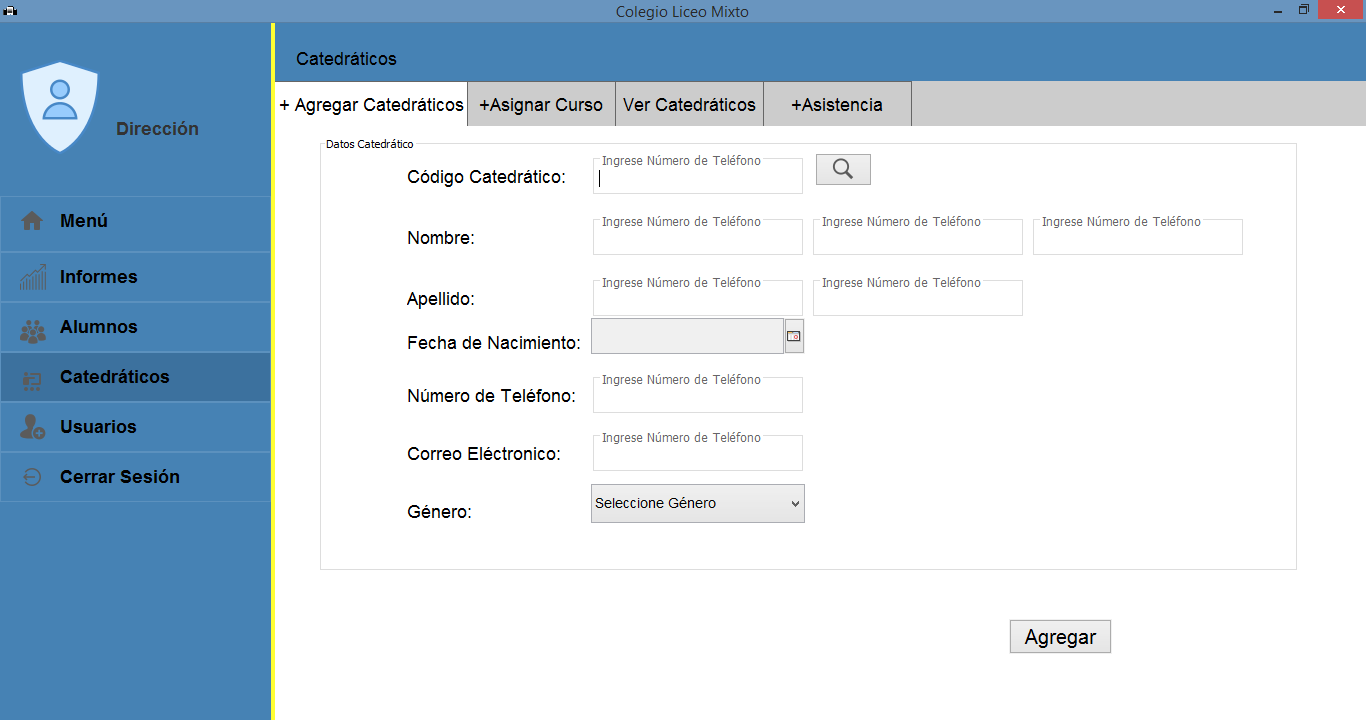 Colegio Liceo Mixto
Dirección
Menú
Informes
Alumnos
Catedráticos
Usuarios
Cerrar Sesión
Catedráticos
+ Agregar Catedráticos +Asignar Curso Ver Catedráticos +Asistencia
Datos Catedrático
Código Catedrático: Ingrese Número de Teléfono
Nombre: Ingrese Número de Teléfono Ingrese Número de Teléfono Ingrese Número de Teléfono
Apellido: Ingrese Número de Teléfono Ingrese Número de Teléfono
Fecha de Nacimiento:
Número de Teléfono: Ingrese Número de Teléfono
Correo Eléctronico: Ingrese Número de Teléfono
Género: Seleccione Género
Agregar